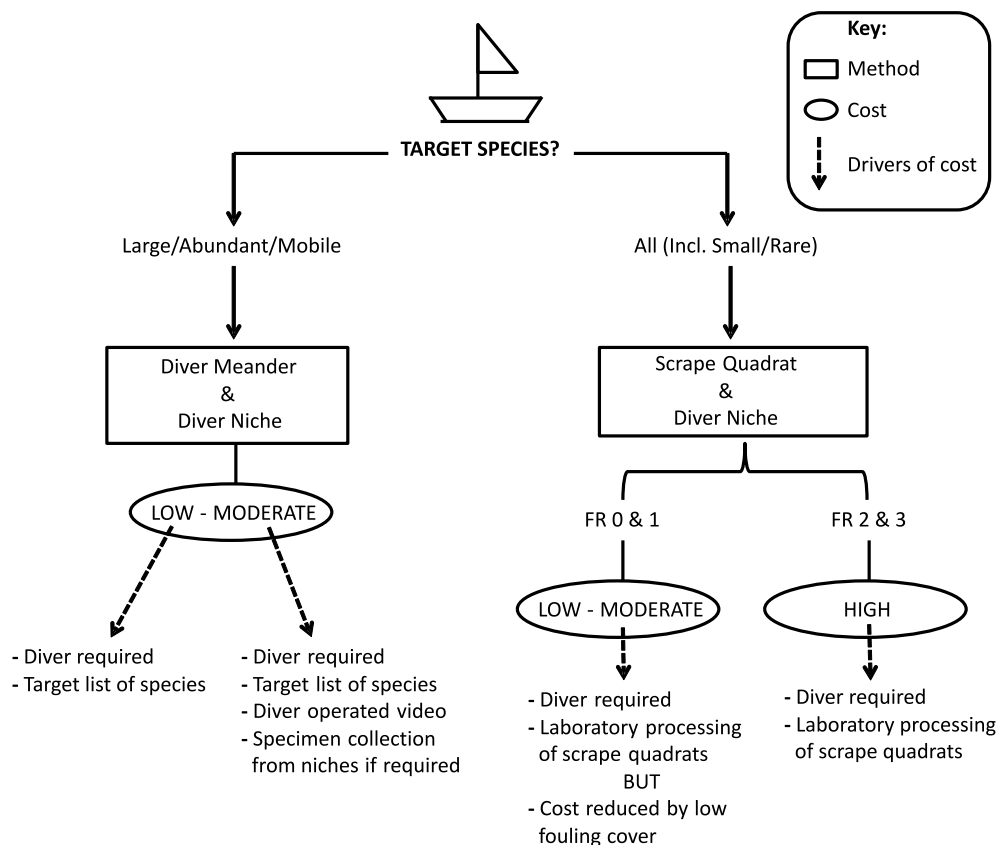 Key:
Method
Cost
Drivers of cost
TARGET SPECIES?
Large/Abundant/Mobile
All (Incl. Small/Rare)
Diver Meander
&
Diver Niche
Scrape Quadrat
&
Diver Niche
LOW - MODERATE
FR 0 & 1
FR 2 & 3
LOW - MODERATE
HIGH
- Diver required
- Target list of species
- Diver required
- Target list of species
- Diver operated video
- Specimen collection
from niches if required
- Diver required
- Laboratory processing
of scrape quadrats
BUT
- Cost reduced by low
fouling cover
- Diver required
- Laboratory processing
of scrape quadrats